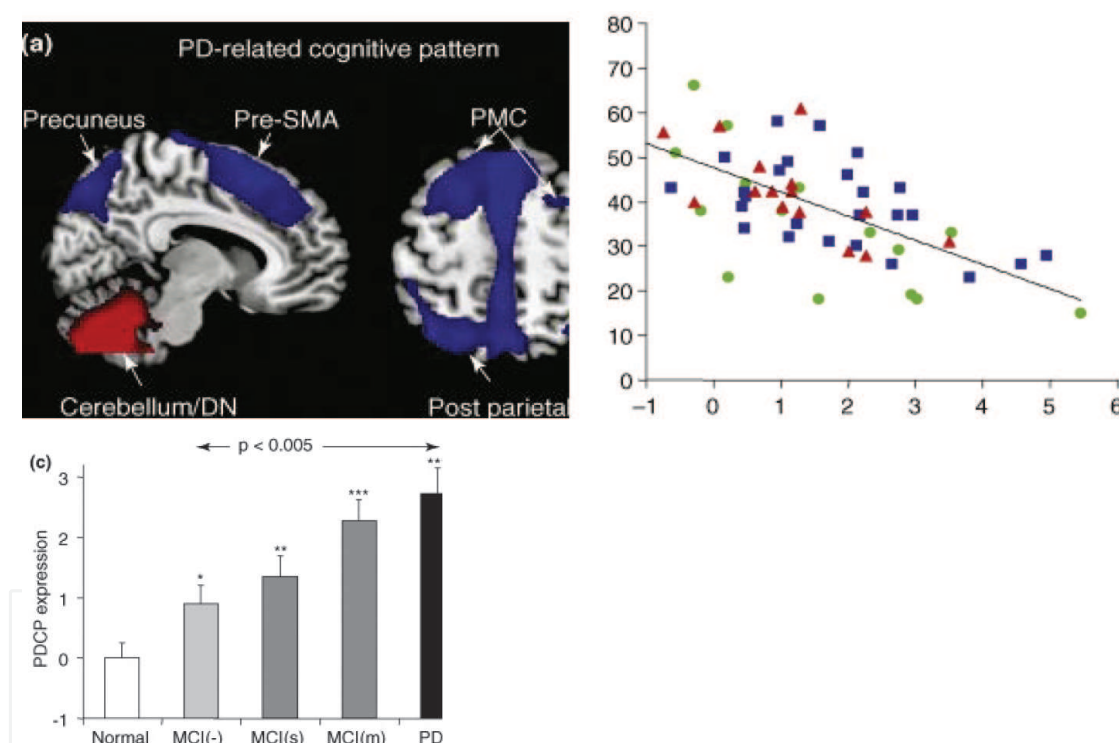 (a)
PD-related cognitive pattern
Precuneus
Pre-SMA
PMC
Cerebellum/DN
Post parietal
80
70
60
50
40
30
20
10
0
−1 0 1 2 3 4 5 6
(c)
p < 0.005
PDCP expression
3
2
1
0
-1
*
**
***
**
Normal MCI(-) MCI(s) MCI(m) PD